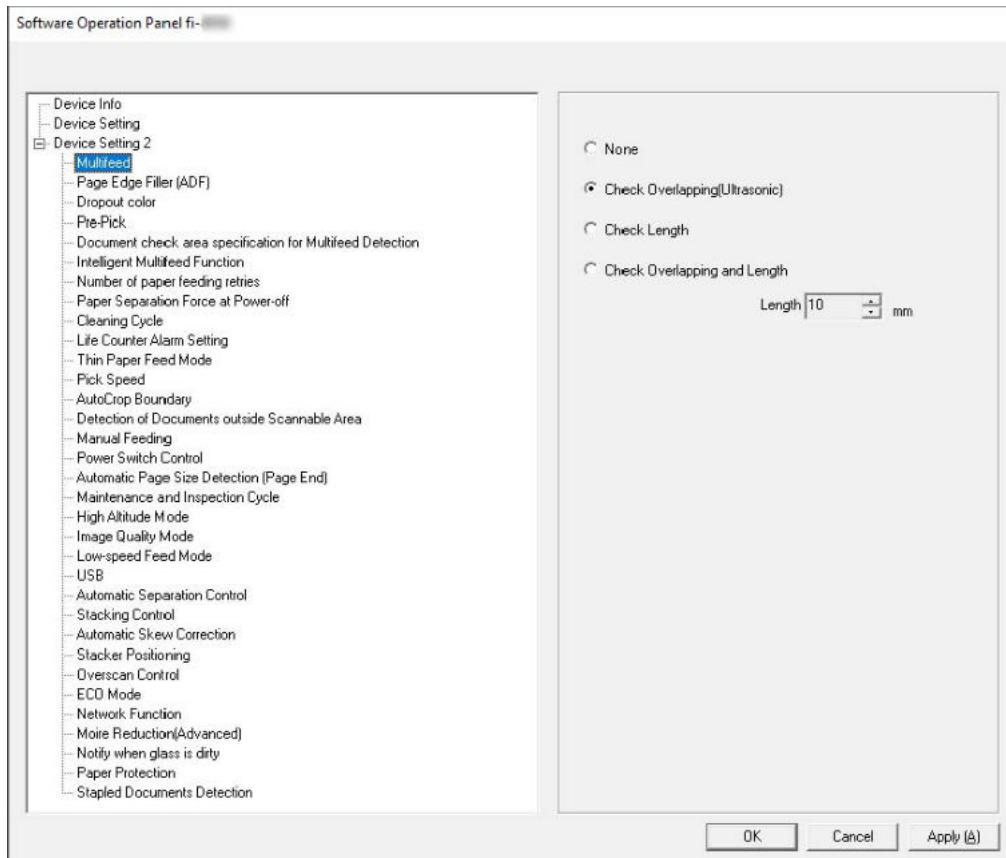 Software Operation Panel fi-
Device Info
Device Setting
Device Setting 2
Multifeed
Page Edge Filler (ADF)
Dropout color
Pre-Pick
Document check area specification for Multifeed Detection
Intelligent Multifeed Function
Number of paper feeding retries
Paper Separation Force at Power-off
Cleaning Cycle
Life Counter Alarm Setting
Thin Paper Feed Mode
Pick Speed
AutoCrop Boundary
Detection of Documents outside Scannable Area
Manual Feeding
Power Switch Control
Automatic Page Size Detection (Page End)
Maintenance and Inspection Cycle
High Altitude Mode
Image Quality Mode
Low-speed Feed Mode
USB
Automatic Separation Control
Stacking Control
Automatic Skew Correction
Stacker Positioning
Overscan Control
ECO Mode
Network Function
Moire Reduction(Advanced)
Notify when glass is dirty
Paper Protection
Stapled Documents Detection
None
Check Overlapping(Ultrasonic)
Check Length
Check Overlapping and Length
Length 10 mm
OK Cancel Apply (A)